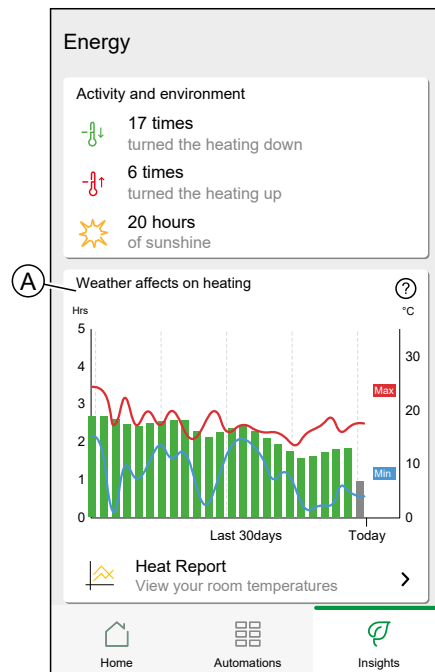 Energy
Activity and environment
17 times
turned the heating down
6 times
turned the heating up
20 hours
of sunshine
A
Weather affects on heating
?
Hrs
°C
5
4
3
2
1
0
30
20
10
0
Max
Min
Last 30days
Today
Heat Report
View your room temperatures
Home
Automations
Insights